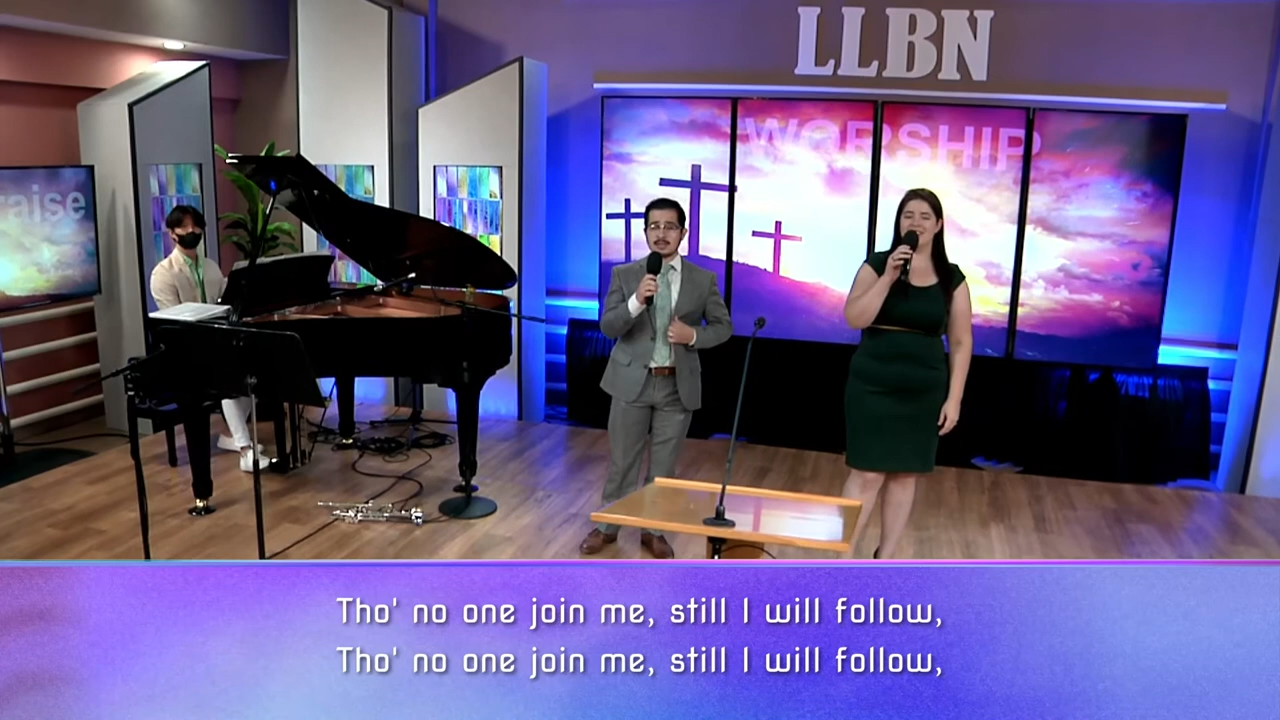 LLBN
WORSHIP
raise
Tho' no one join me, still I will follow,
Tho' no one join me, still I will follow,